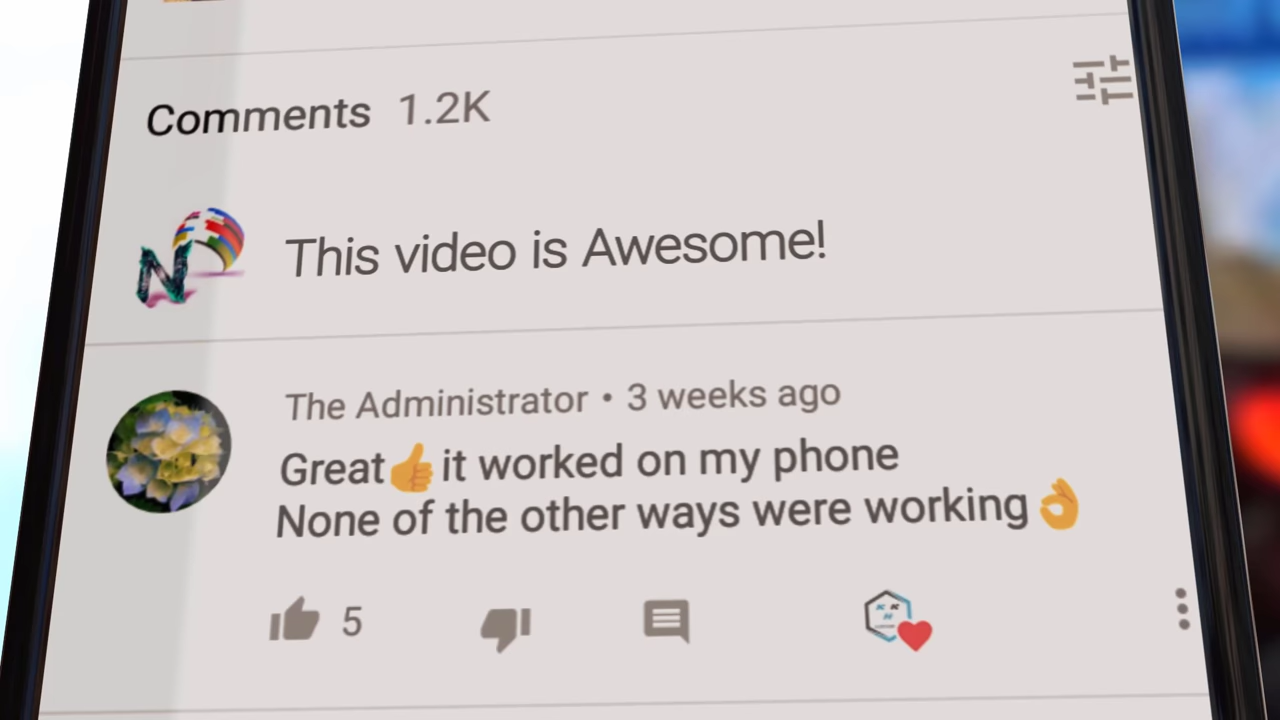 Comments 1.2K
This video is Awesome!
The Administrator • 3 weeks ago
Great👍it worked on my phone
None of the other ways were working👌
5